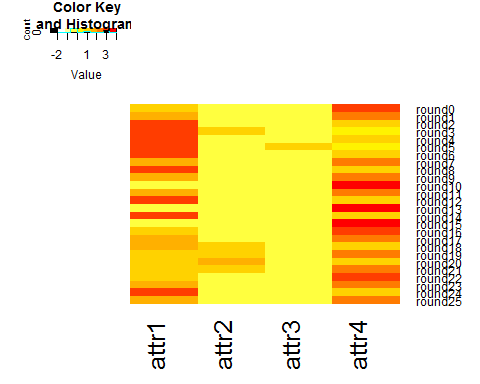 Color Key
and Histogram
Count
0
-2 1 3
Value
round0
round1
round2
round3
round4
round5
round6
round7
round8
round9
round10
round11
round12
round13
round14
round15
round16
round17
round18
round19
round20
round21
round22
round23
round24
round25
attr1 attr2 attr3 attr4